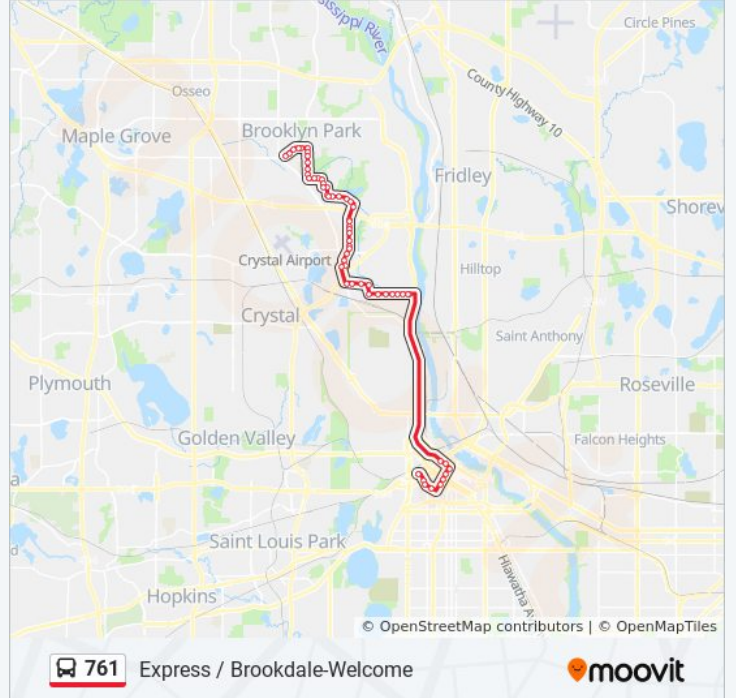 ssissippi River
Circle Pines
County Highway 10
Osseo
Maple Grove
Brooklyn Park
Fridley
Shorev
Crystal Airport
Hilltop
Crystal
Saint Anthony
Plymouth
Roseville
Golden Valley
Falcon Heights
a
Saint Louis Park
d
Hopkins
Hiawatha Av
© OpenStreetMap contributors | © OpenMapTiles
761 Express / Brookdale-Welcome
moovit